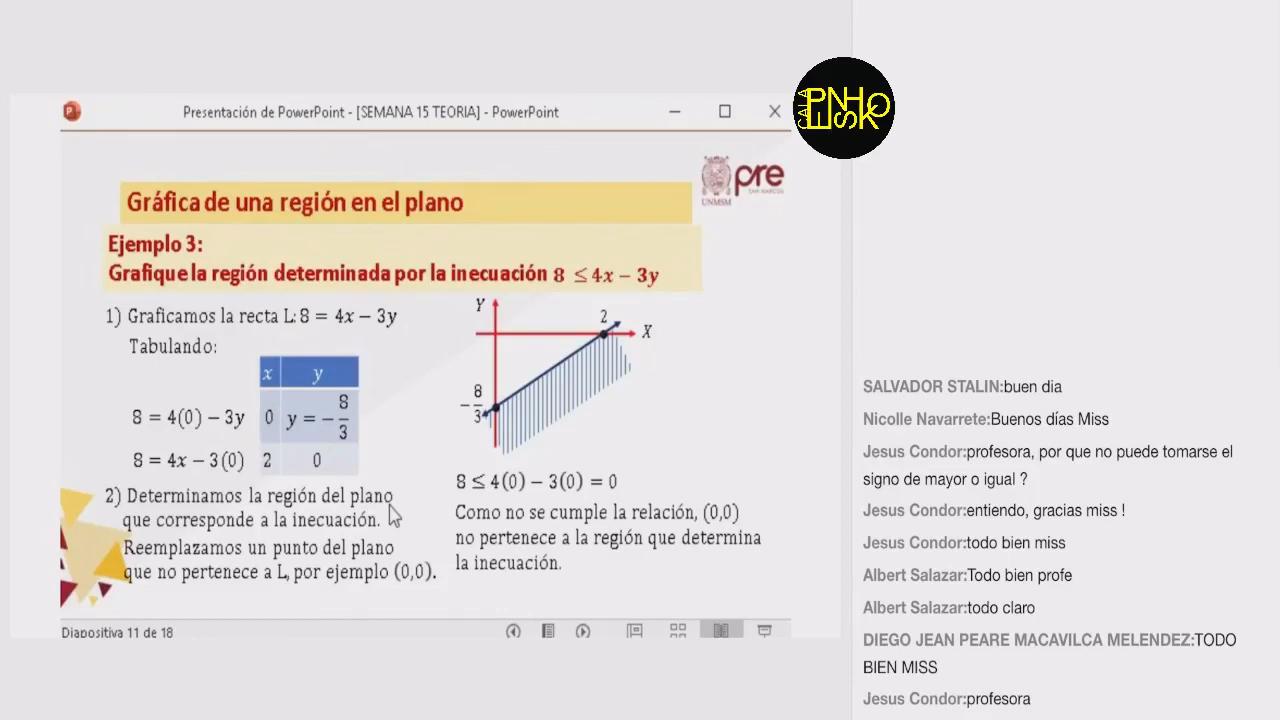 Presentación de PowerPoint - [SEMANA 15 TEORIA] - PowerPoint
CALA
PNHO
ESK
pre
SAN MARCOS
UNMSM
Gráfica de una región en el plano
Ejemplo 3:
Grafique la región determinada por la inecuación 8 ≤ 4x − 3y
1) Graficamos la recta L: 8 = 4x − 3y
Tabulando:
x y
8 = 4(0) − 3y 0 y = −8/3
8 = 4x − 3(0) 2 0
2) Determinamos la región del plano
que corresponde a la inecuación.
Reemplazamos un punto del plano
que no pertenece a L, por ejemplo (0,0).
Y
2
X
−8/3
8 ≤ 4(0) − 3(0) = 0
Como no se cumple la relación, (0,0)
no pertenece a la región que determina
la inecuación.
Diapositiva 11 de 18
SALVADOR STALIN:buen dia
Nicolle Navarrete:Buenos días Miss
Jesus Condor:profesora, por que no puede tomarse el
signo de mayor o igual ?
Jesus Condor:entiendo, gracias miss !
Jesus Condor:todo bien miss
Albert Salazar:Todo bien profe
Albert Salazar:todo claro
DIEGO JEAN PEARE MACAVILCA MELENDEZ:TODO
BIEN MISS
Jesus Condor:profesora